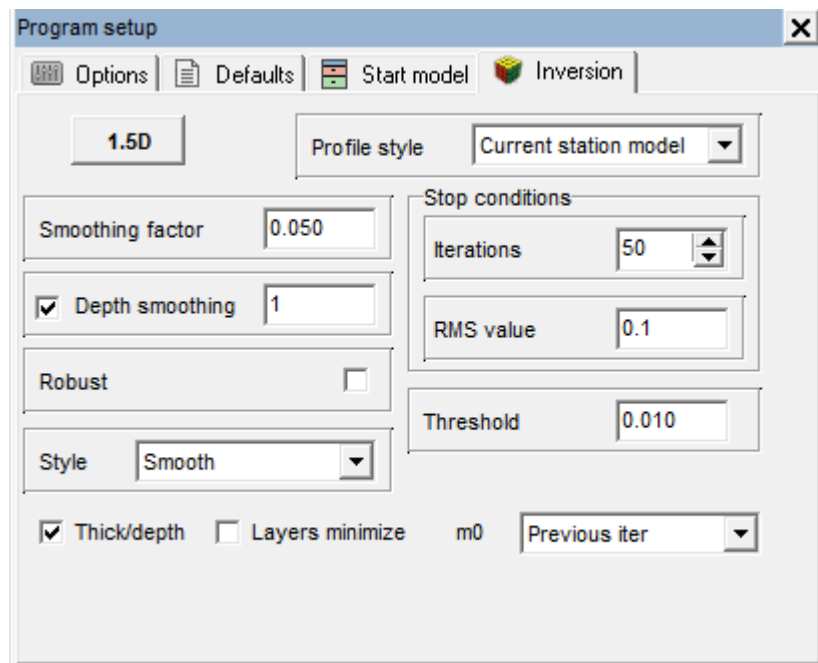 Program setup
Options Defaults Start model Inversion
1.5D
Profile style Current station model
Smoothing factor 0.050
Stop conditions
Iterations 50
Depth smoothing 1
RMS value 0.1
Robust
Threshold 0.010
Style Smooth
Thick/depth Layers minimize m0 Previous iter